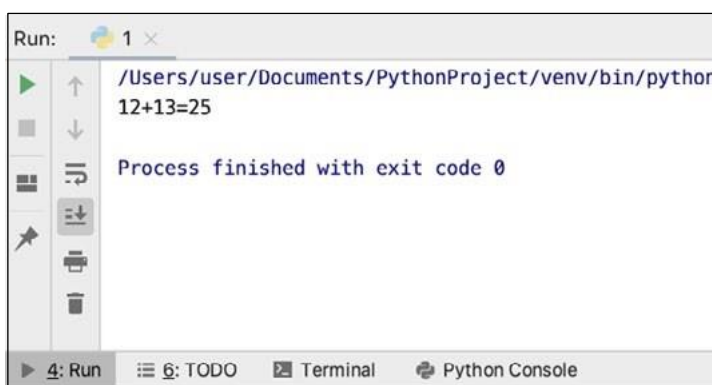 Run: 1
/Users/user/Documents/PythonProject/venv/bin/python
12+13=25
Process finished with exit code 0
4: Run 6: TODO Terminal Python Console